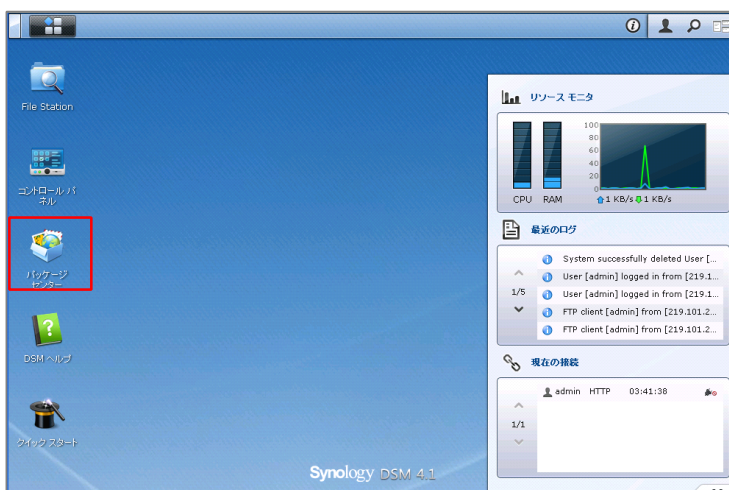 File Station
コントロール パ
ネル
パッケージ
センター
DSM ヘルプ
クイック スタート
リソース モニタ
100
80
60
40
20
0
CPU RAM 1 KB/s 1 KB/s
最近のログ
System successfully deleted User [...
User [admin] logged in from [219.1...
1/5
User [admin] logged in from [219.1...
FTP client [admin] from [219.101.2...
FTP client [admin] from [219.101.2...
現在の接続
admin HTTP 03:41:38
1/1
Synology DSM 4.1